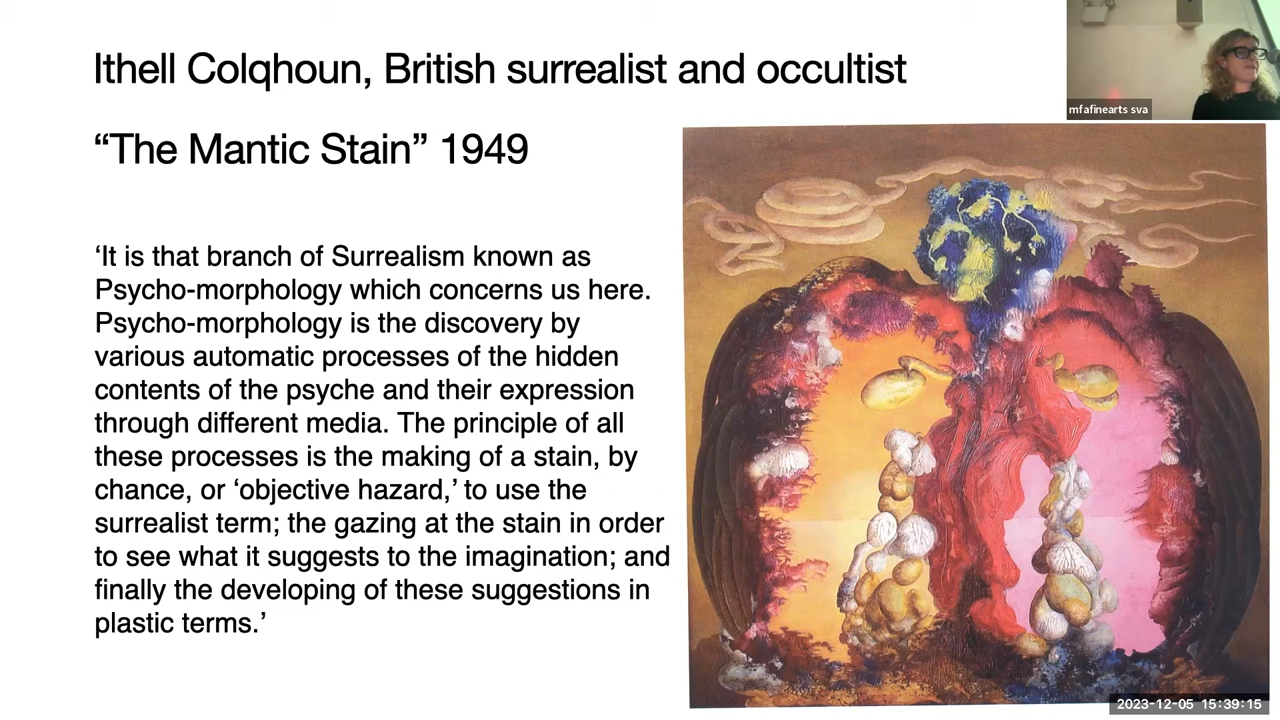 Ithell Colqhoun, British surrealist and occultist
“The Mantic Stain” 1949
‘It is that branch of Surrealism known as
Psycho-morphology which concerns us here.
Psycho-morphology is the discovery by
various automatic processes of the hidden
contents of the psyche and their expression
through different media. The principle of all
these processes is the making of a stain, by
chance, or ‘objective hazard,’ to use the
surrealist term; the gazing at the stain in order
to see what it suggests to the imagination; and
finally the developing of these suggestions in
plastic terms.’
mfafinearts sva
2023-12-05 15:39:15